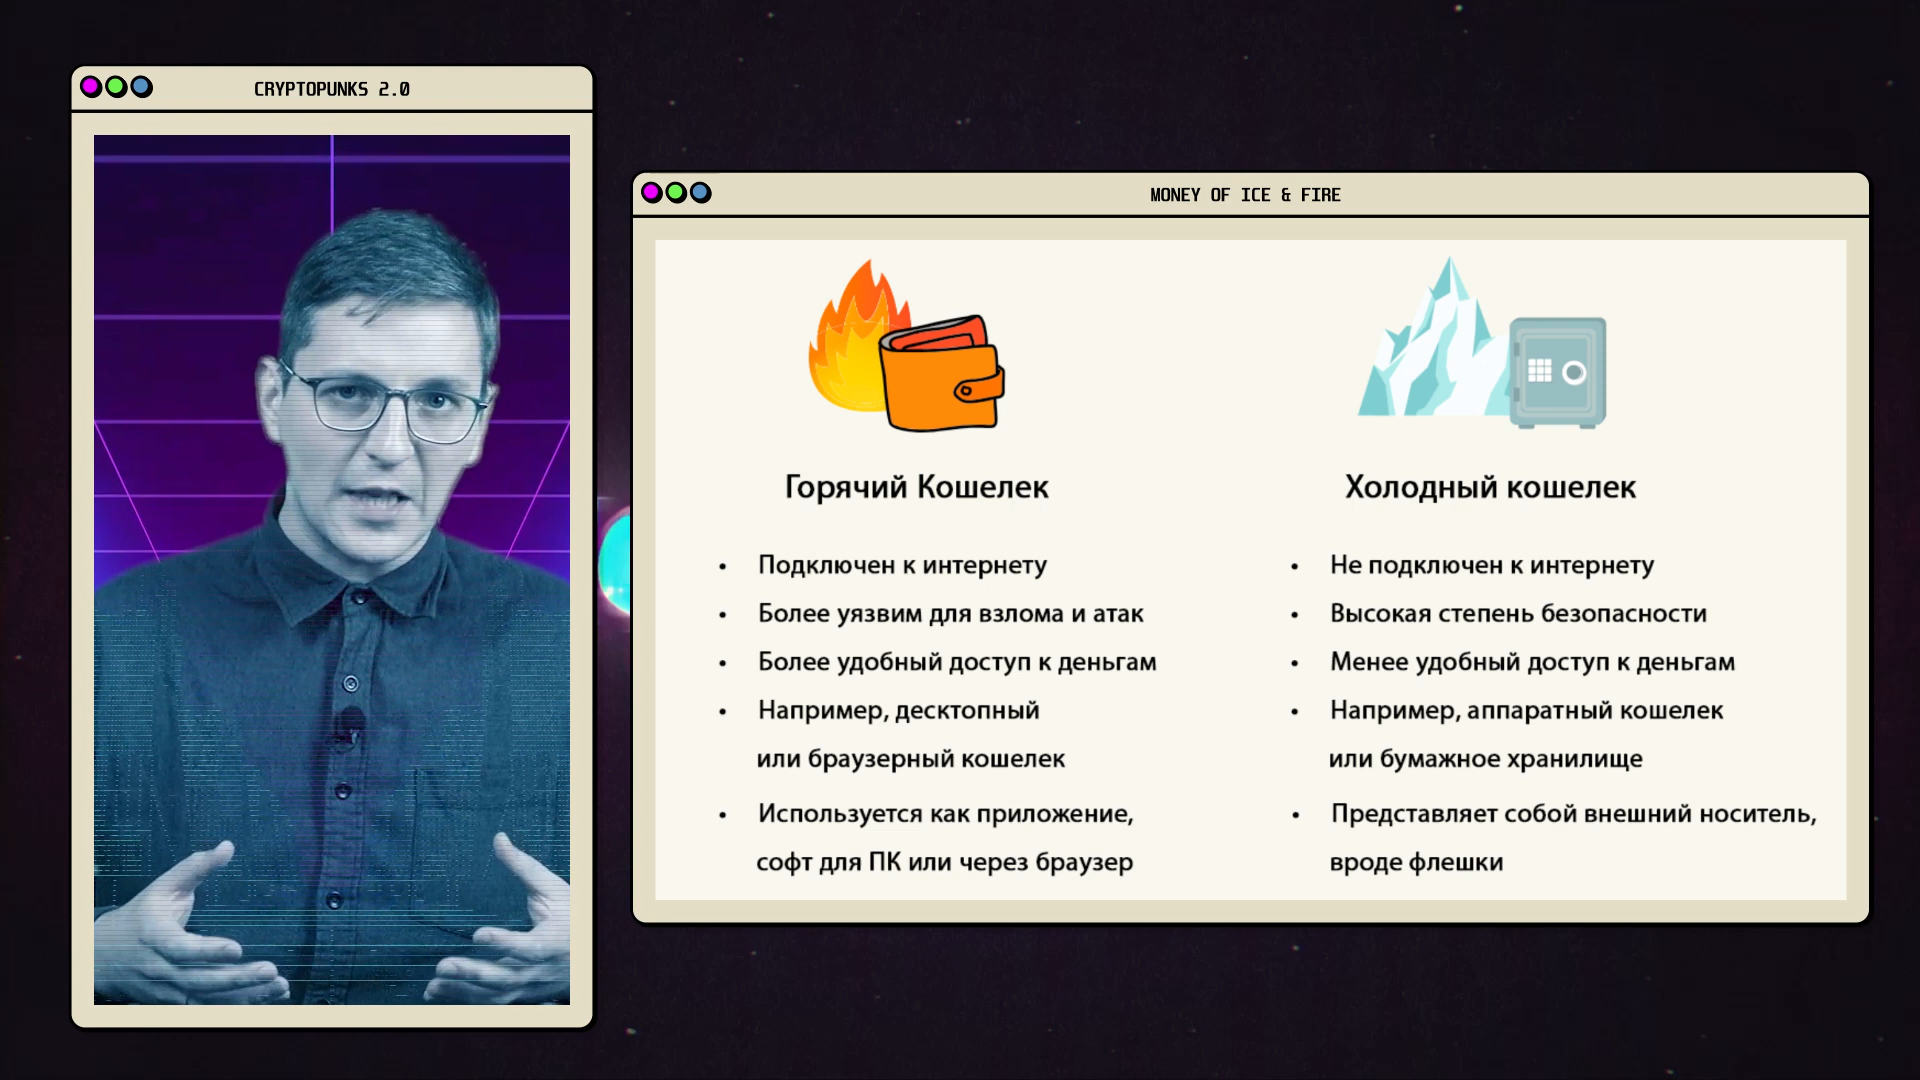 CRYPTOPUNKS 2.0
MONEY OF ICE & FIRE
Горячий Кошелек
• Подключен к интернету
• Более уязвим для взлома и атак
• Более удобный доступ к деньгам
• Например, десктопный
или браузерный кошелек
• Используется как приложение,
софт для ПК или через браузер
Холодный кошелек
• Не подключен к интернету
• Высокая степень безопасности
• Менее удобный доступ к деньгам
• Например, аппаратный кошелек
или бумажное хранилище
• Представляет собой внешний носитель,
вроде флешки